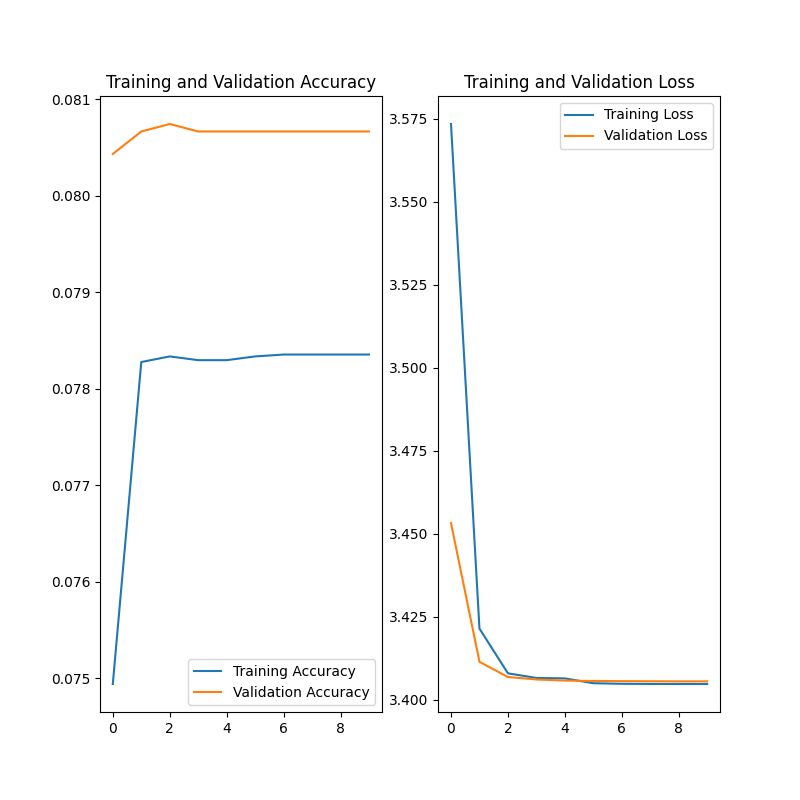 Training and Validation Accuracy
0.081
0.080
0.079
0.078
0.077
0.076
0.075
0 2 4 6 8
Training Accuracy
Validation Accuracy
Training and Validation Loss
3.575
3.550
3.525
3.500
3.475
3.450
3.425
3.400
0 2 4 6 8
Training Loss
Validation Loss